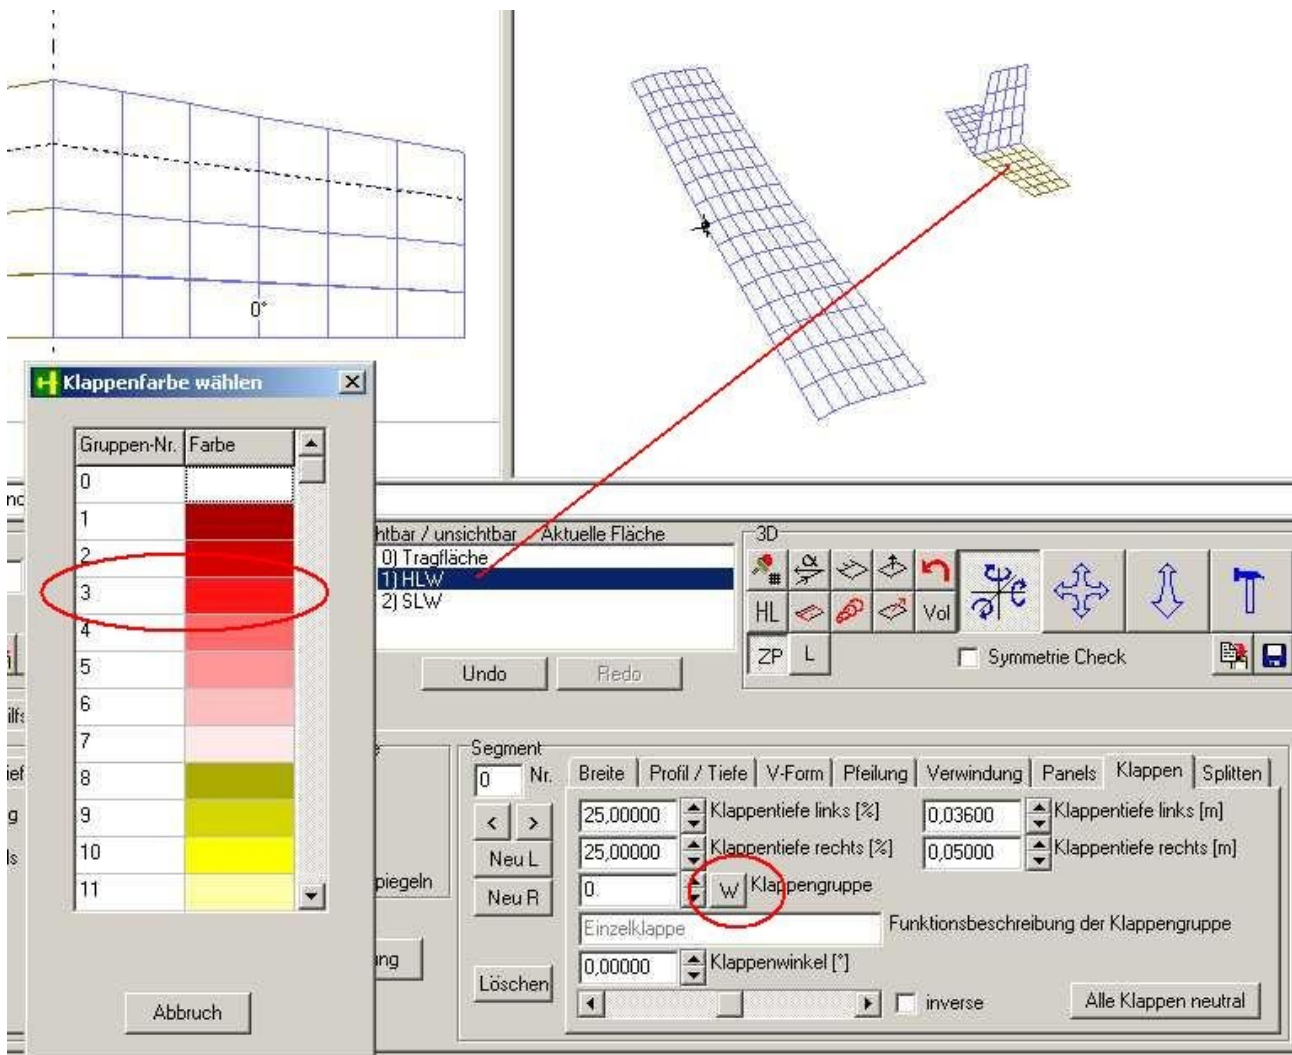 0°
Klappenfarbe wählen
Gruppen-Nr. Farbe
0
1
2
3
4
5
6
7
8
9
10
11
Abbruch
htbar / unsichtbar Aktuelle Fläche
0) Tragfläche
1) HLW
2) SLW
Undo Redo
3D
α
HL Vol
ZP L
Symmetrie Check
piegeln
ng
Segment
0 Nr.
< >
Neu L
Neu R
Löschen
Breite Profil / Tiefe V-Form Pfeilung Verwindung Panels Klappen Splitten
25,00000 Klappentiefe links [%] 0,03600 Klappentiefe links [m]
25,00000 Klappentiefe rechts [%] 0,05000 Klappentiefe rechts [m]
0 W Klappengruppe
Einzelklappe Funktionsbeschreibung der Klappengruppe
0,00000 Klappenwinkel [°]
inverse Alle Klappen neutral